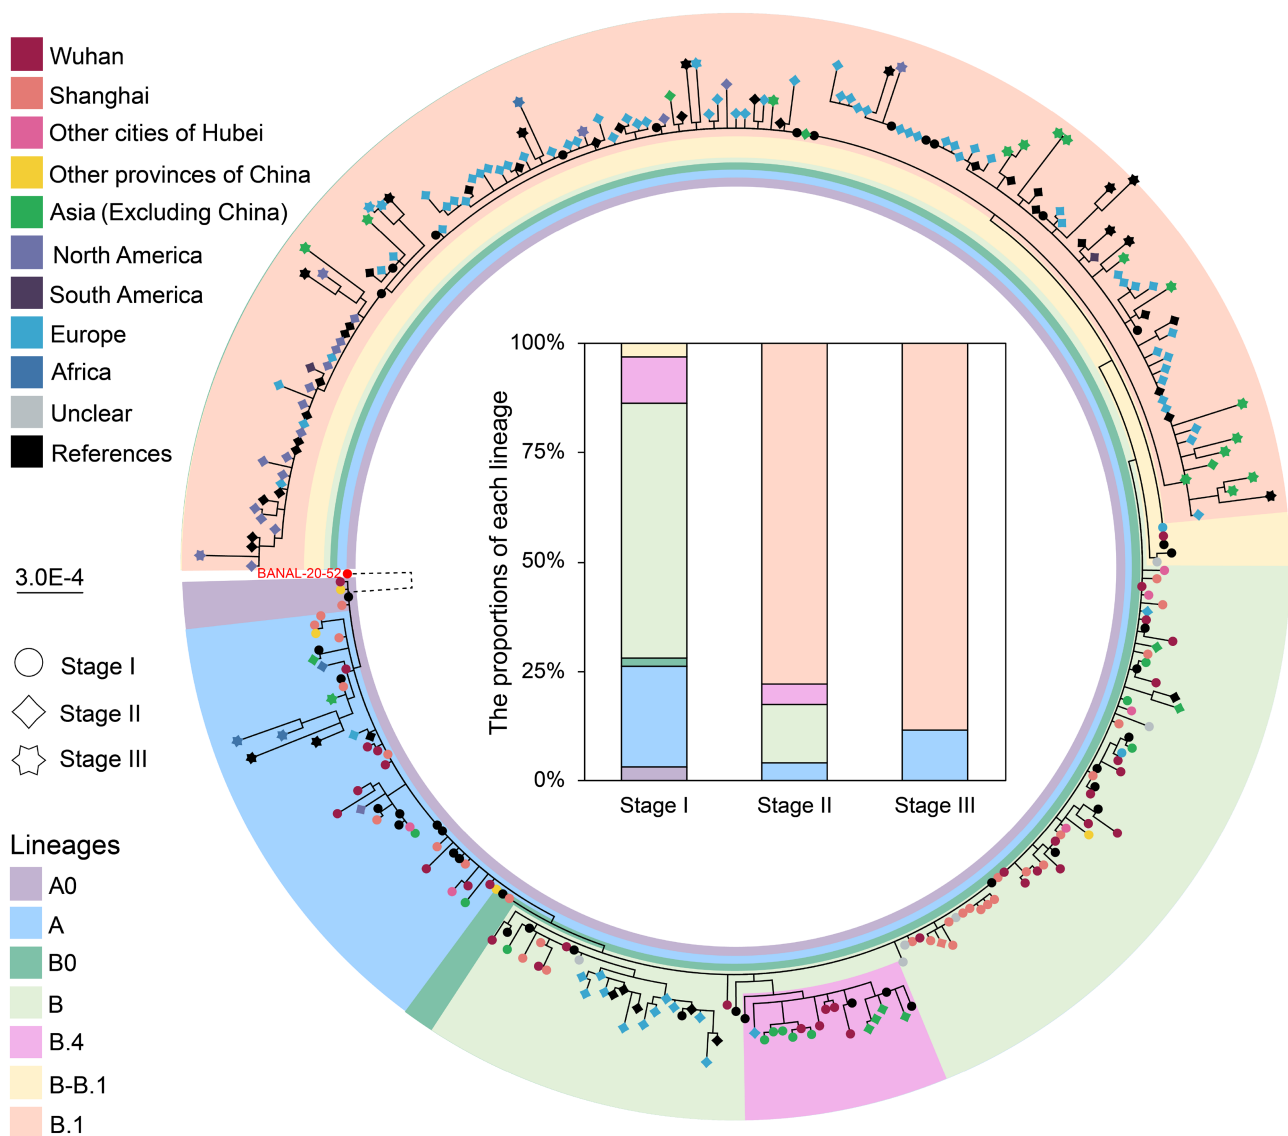 Wuhan
Shanghai
Other cities of Hubei
Other provinces of China
Asia (Excluding China)
North America
South America
Europe
Africa
Unclear
References
3.0E-4
Stage I
Stage II
Stage III
Lineages
A0
A
B0
B
B.4
B-B.1
B.1
BANAL-20-52
The proportions of each lineage
100%
75%
50%
25%
0%
Stage I
Stage II
Stage III